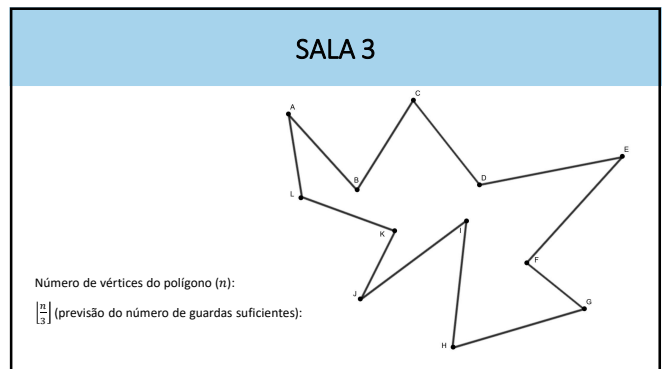 SALA 3
C
A
E
B
D
L
I
K
F
J
G
H
Número de vértices do polígono (n):
⌊n/3⌋ (previsão do número de guardas suficientes):